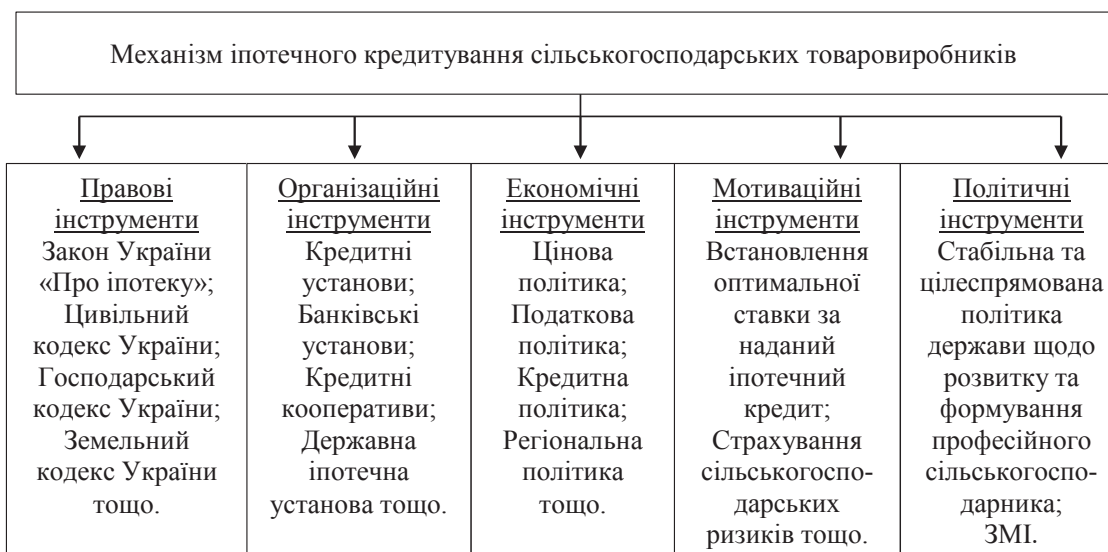 Механізм іпотечного кредитування сільськогосподарських товаровиробників
Правові
інструменти
Закон України
«Про іпотеку»;
Цивільний
кодекс України;
Господарський
кодекс України;
Земельний
кодекс України
тощо.
Організаційні
інструменти
Кредитні
установи;
Банківські
установи;
Кредитні
кооперативи;
Державна
іпотечна
установа тощо.
Економічні
інструменти
Цінова
політика;
Податкова
політика;
Кредитна
політика;
Регіональна
політика
тощо.
Мотиваційні
інструменти
Встановлення
оптимальної
ставки за
наданий
іпотечний
кредит;
Страхування
сільськогоспо-
дарських
ризиків тощо.
Політичні
інструменти
Стабільна та
цілеспрямована
політика
держави щодо
розвитку та
формування
професійного
сільськогоспо-
дарника;
ЗМІ.